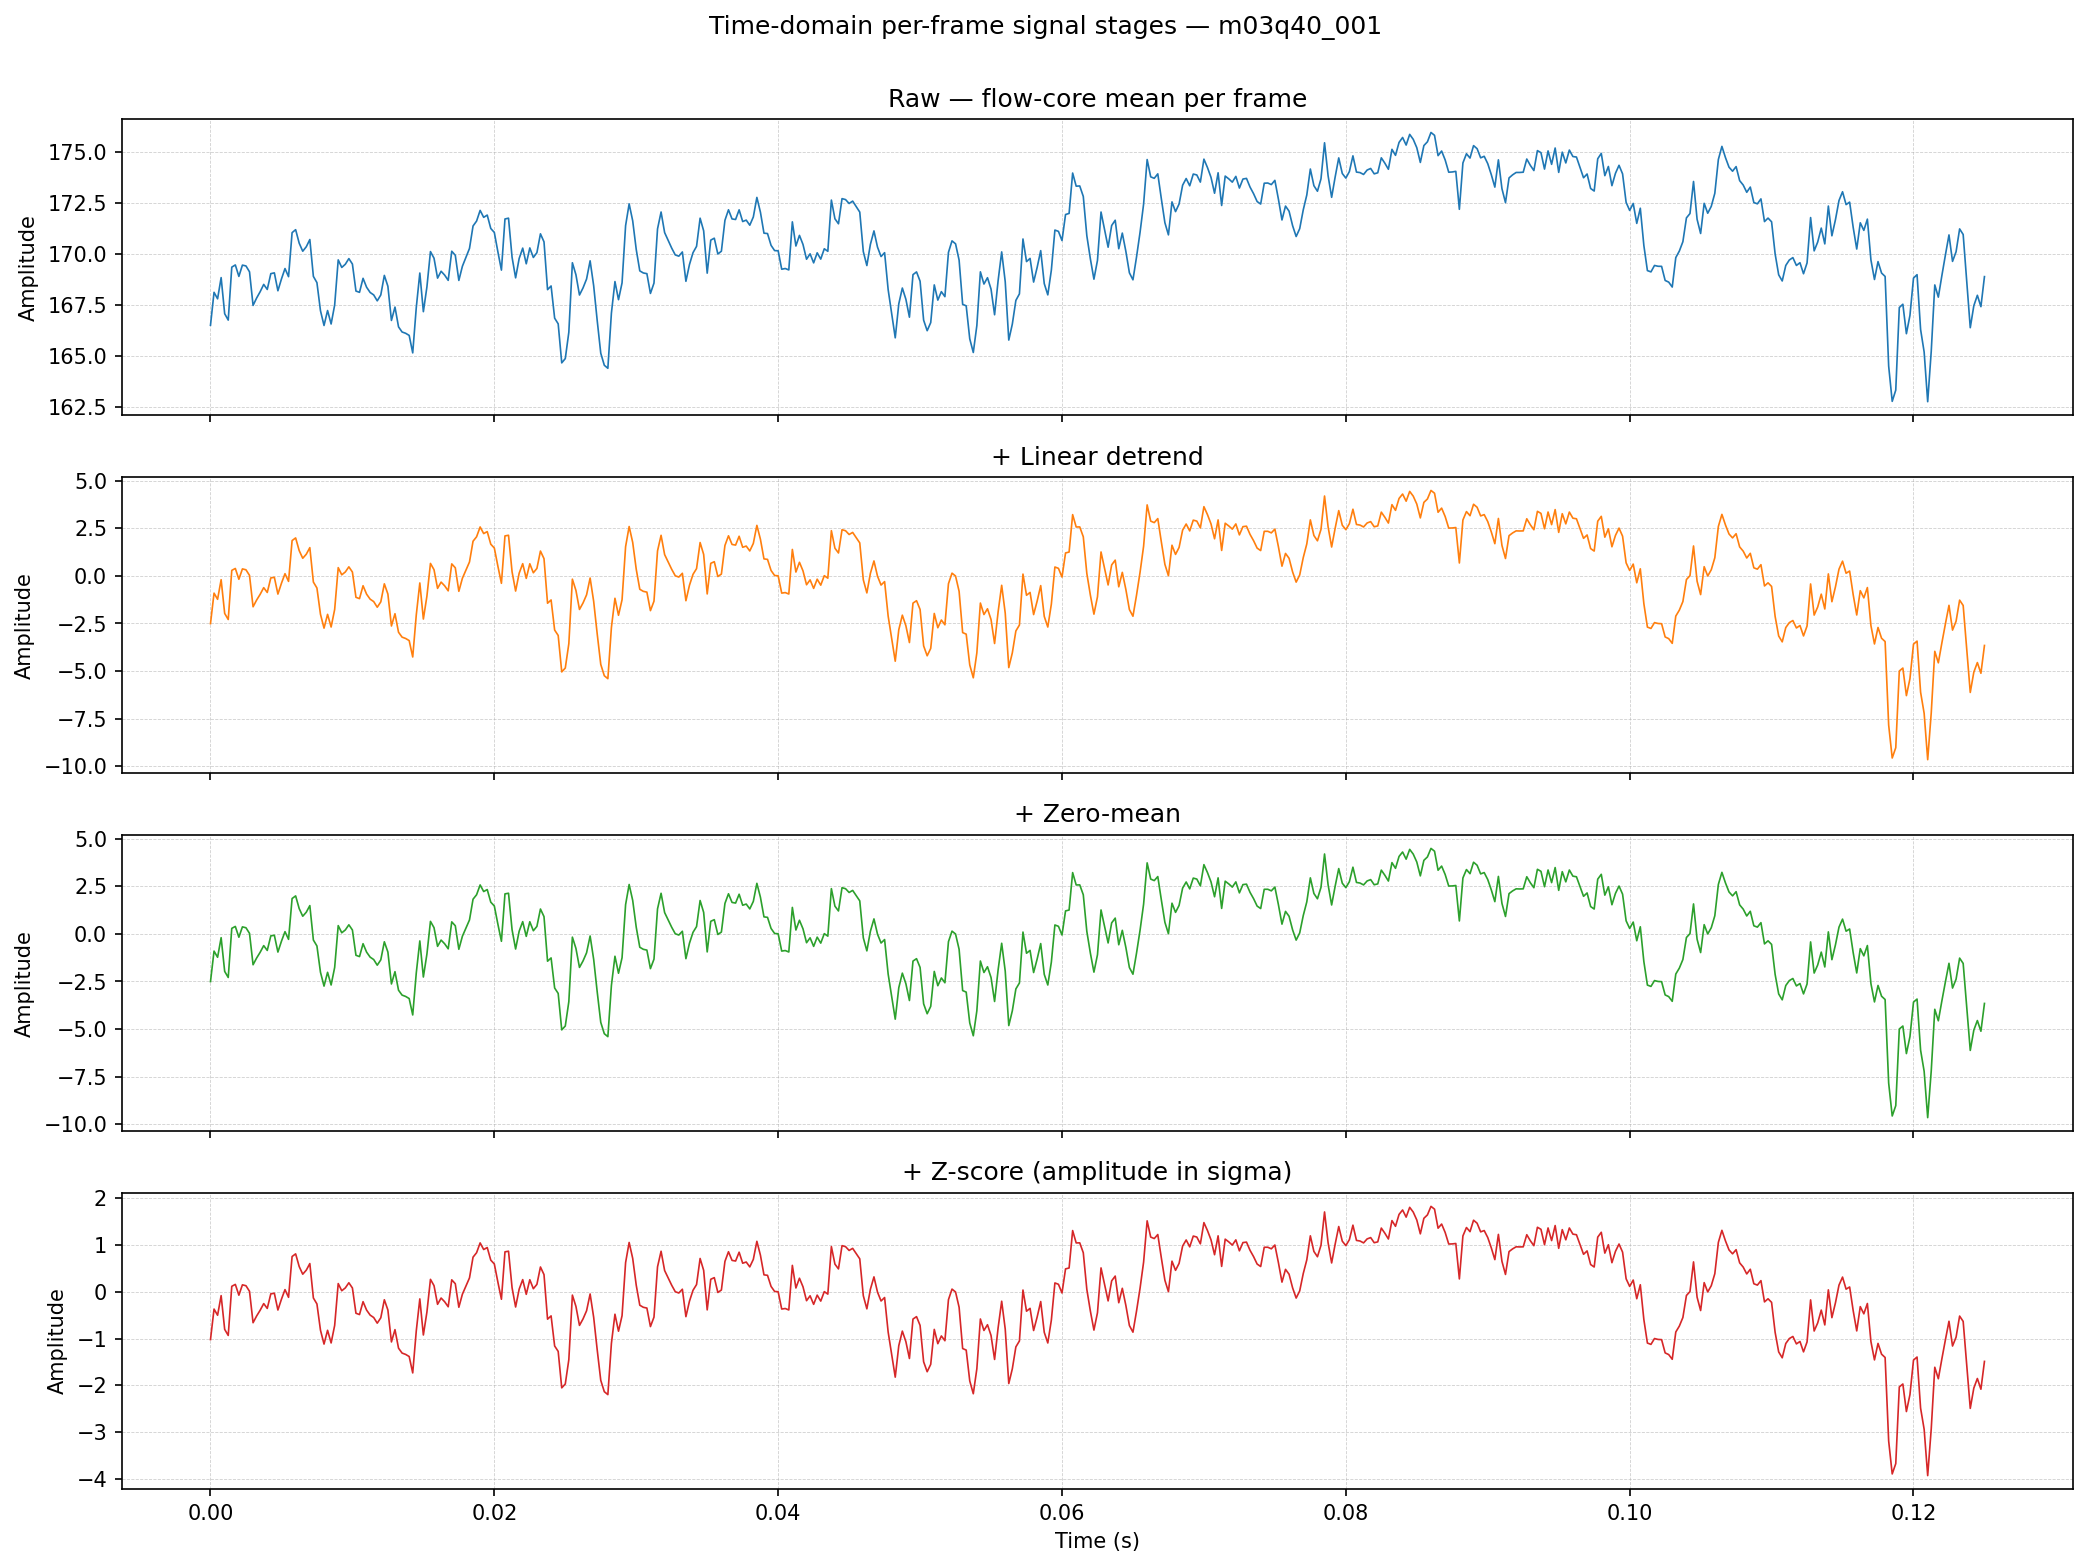 Time-domain per-frame signal stages — m03q40_001
Raw — flow-core mean per frame
Amplitude
175.0
172.5
170.0
167.5
165.0
162.5
+ Linear detrend
Amplitude
5.0
2.5
0.0
−2.5
−5.0
−7.5
−10.0
+ Zero-mean
Amplitude
5.0
2.5
0.0
−2.5
−5.0
−7.5
−10.0
+ Z-score (amplitude in sigma)
Amplitude
2
1
0
−1
−2
−3
−4
0.00 0.02 0.04 0.06 0.08 0.10 0.12
Time (s)